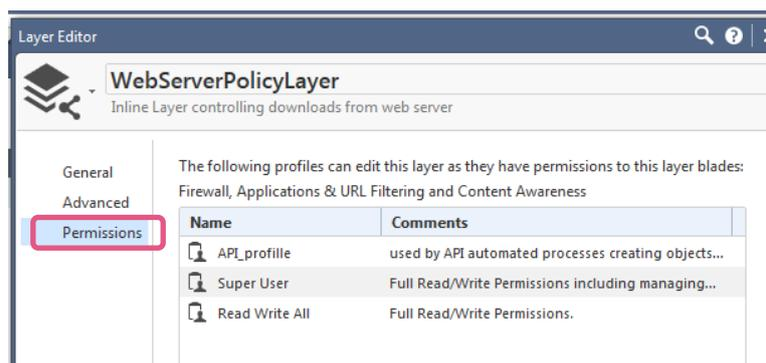 Layer Editor
WebServerPolicyLayer
Inline Layer controlling downloads from web server
General
Advanced
Permissions
The following profiles can edit this layer as they have permissions to this layer blades:
Firewall, Applications & URL Filtering and Content Awareness
Name Comments
API_profille used by API automated processes creating objects...
Super User Full Read/Write Permissions including managing...
Read Write All Full Read/Write Permissions.